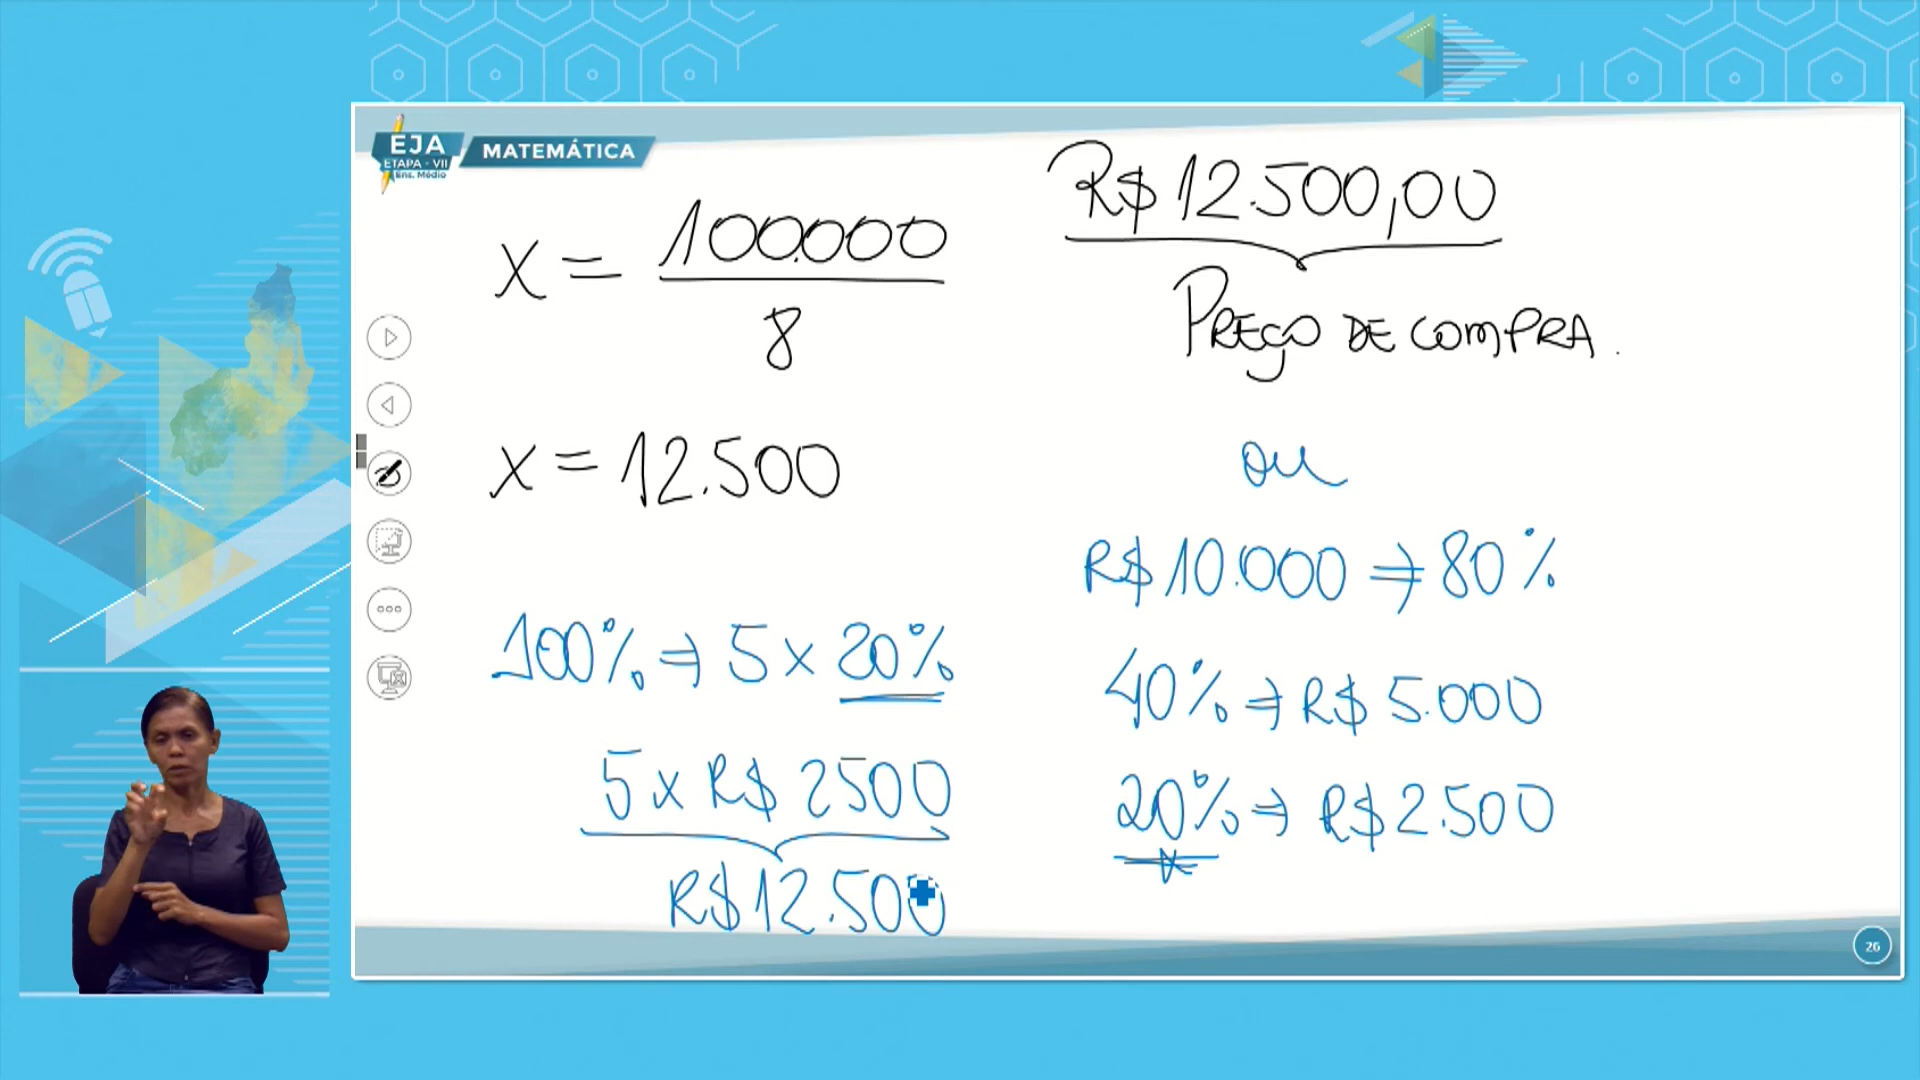 EJA
ETAPA - VII
Ens. Médio
MATEMÁTICA
x = 100.000
8
x = 12.500
100% ⇒ 5 x 20%
5 x R$ 2500
R$ 12.500
R$ 12.500,00
PREÇO DE COMPRA.
ou
R$ 10.000 ⇒ 80%
40% ⇒ R$ 5.000
20% ⇒ R$ 2.500
26